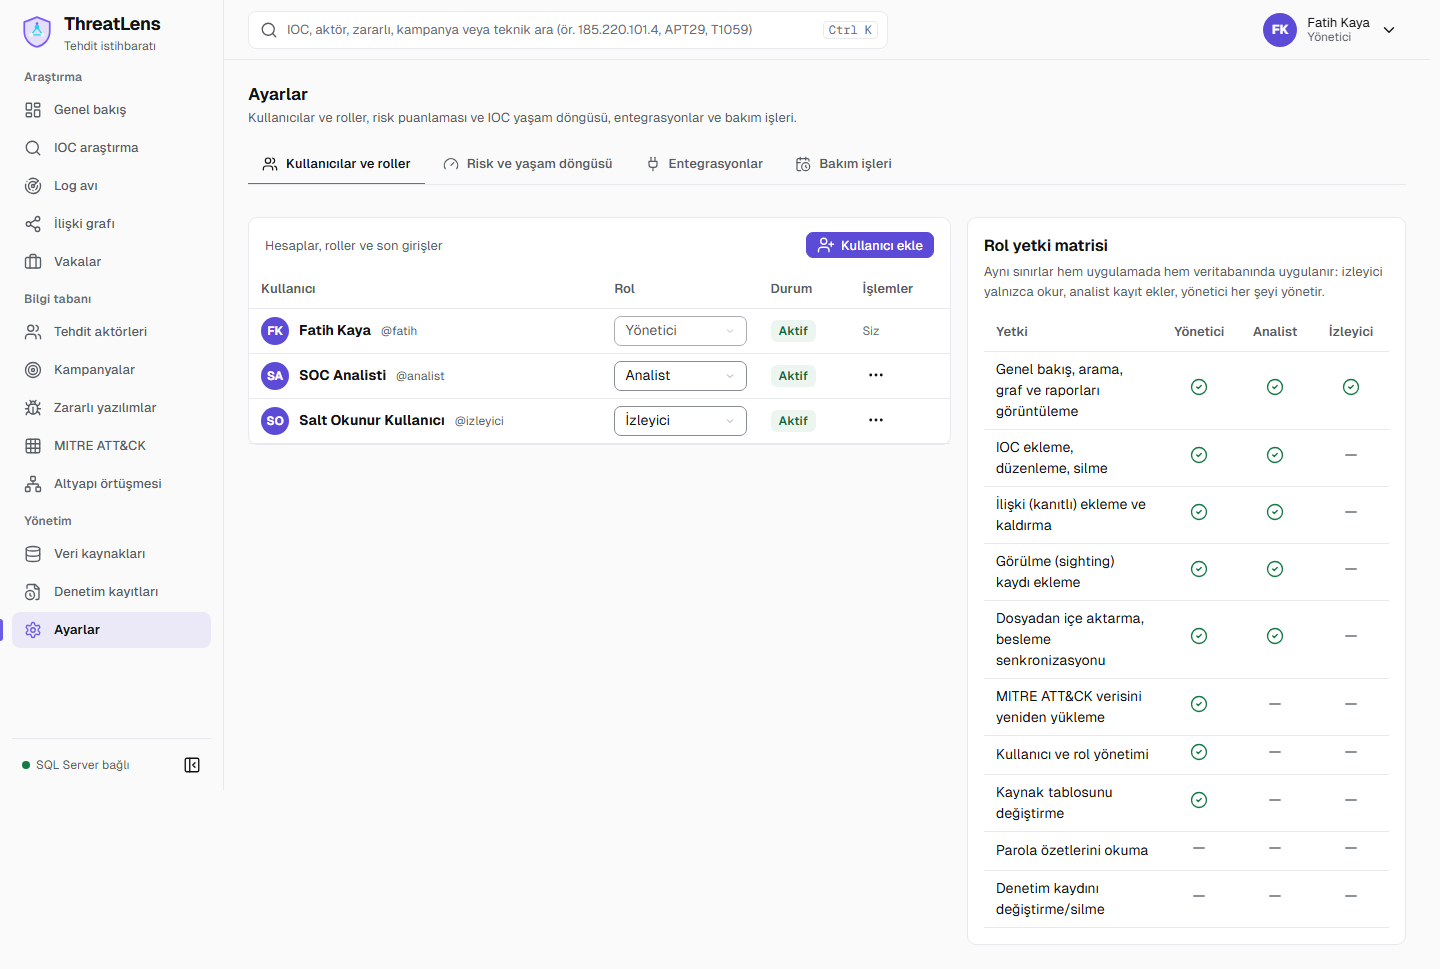 ThreatLens
Tehdit istihbaratı
IOC, aktör, zararlı, kampanya veya teknik ara (ör. 185.220.101.4, APT29, T1059)
Ctrl K
FK
Fatih Kaya
Yönetici
Araştırma
Genel bakış
IOC araştırma
Log avı
İlişki grafı
Vakalar
Bilgi tabanı
Tehdit aktörleri
Kampanyalar
Zararlı yazılımlar
MITRE ATT&CK
Altyapı örtüşmesi
Yönetim
Veri kaynakları
Denetim kayıtları
Ayarlar
SQL Server bağlı
Ayarlar
Kullanıcılar ve roller, risk puanlaması ve IOC yaşam döngüsü, entegrasyonlar ve bakım işleri.
Kullanıcılar ve roller
Risk ve yaşam döngüsü
Entegrasyonlar
Bakım işleri
Hesaplar, roller ve son girişler
Kullanıcı ekle
Kullanıcı Rol Durum İşlemler
FK Fatih Kaya @fatih Yönetici Aktif Siz
SA SOC Analisti @analist Analist Aktif
SO Salt Okunur Kullanıcı @izleyici İzleyici Aktif
Rol yetki matrisi
Aynı sınırlar hem uygulamada hem veritabanında uygulanır: izleyici
yalnızca okur, analist kayıt ekler, yönetici her şeyi yönetir.
Yetki Yönetici Analist İzleyici
Genel bakış, arama,
graf ve raporları
görüntüleme
IOC ekleme,
düzenleme, silme
İlişki (kanıtlı) ekleme ve
kaldırma
Görülme (sighting)
kaydı ekleme
Dosyadan içe aktarma,
besleme
senkronizasyonu
MITRE ATT&CK verisini
yeniden yükleme
Kullanıcı ve rol yönetimi
Kaynak tablosunu
değiştirme
Parola özetlerini okuma
Denetim kaydını
değiştirme/silme